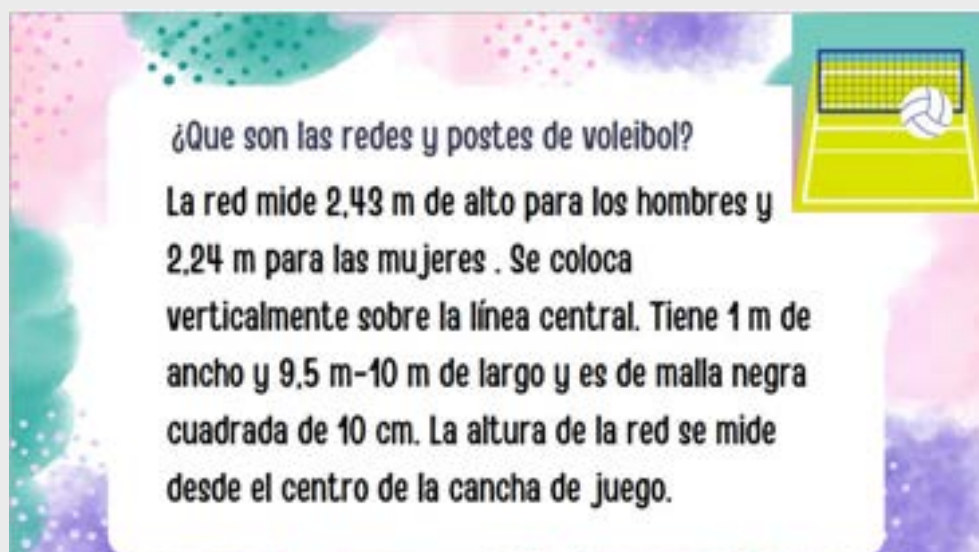 ¿Que son las redes y postes de voleibol?
La red mide 2,43 m de alto para los hombres y
2,24 m para las mujeres . Se coloca
verticalmente sobre la línea central. Tiene 1 m de
ancho y 9,5 m-10 m de largo y es de malla negra
cuadrada de 10 cm. La altura de la red se mide
desde el centro de la cancha de juego.